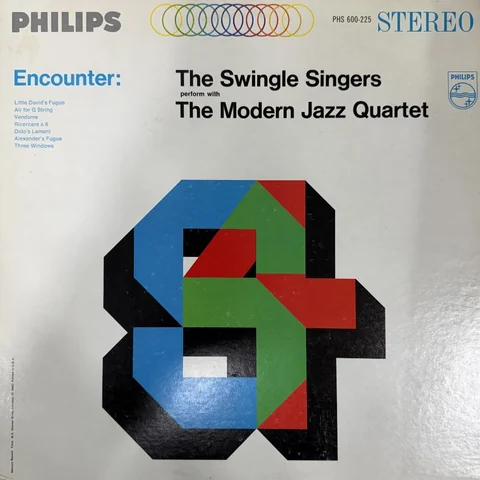 PHILIPS
PHS 600-225 STEREO
Encounter:
The Swingle Singers
perform with
The Modern Jazz Quartet
PHILIPS
Little David's Fugue
Air for G String
Vendome
Ricercare a 6
Dido's Lament
Alexander's Fugue
Three Windows